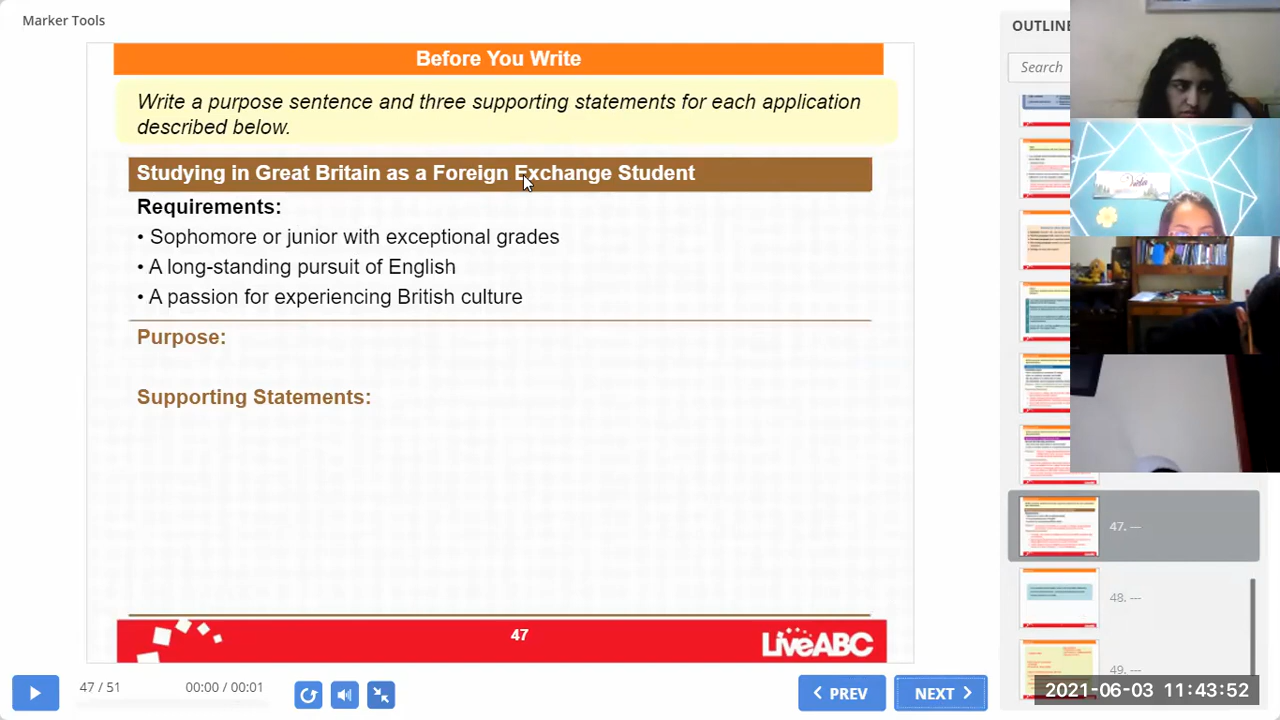 Marker Tools
OUTLINE
Search
Before You Write
Write a purpose sentence and three supporting statements for each application
described below.
Studying in Great Britain as a Foreign Exchange Student
Requirements:
• Sophomore or junior with exceptional grades
• A long-standing pursuit of English
• A passion for experiencing British culture
Purpose:
Supporting Statements:
47
LiveABC
47. ---
48. ---
49. ---
47 / 51
00:00 / 00:01
PREV
NEXT
2021-06-03 11:43:52